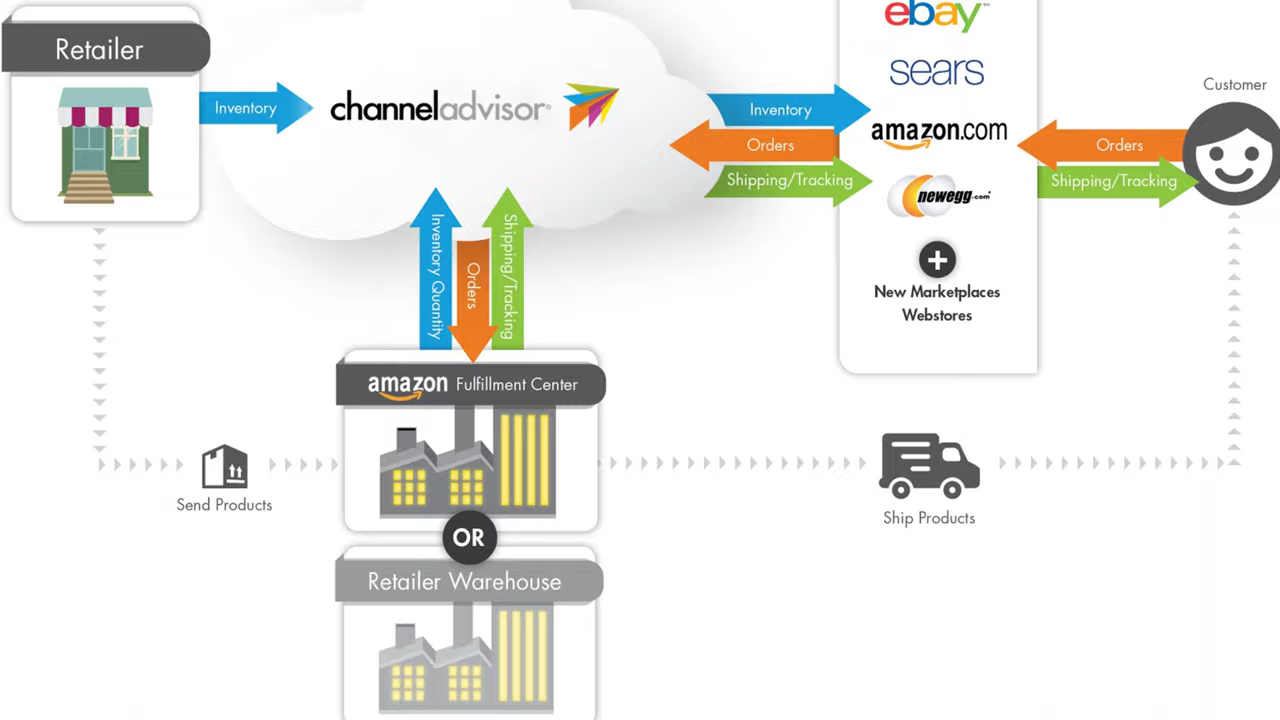 Retailer
Inventory
channeladvisor
Inventory
Orders
Shipping/Tracking
ebay
sears
amazon.com
newegg.com
New Marketplaces
Webstores
Customer
Orders
Shipping/Tracking
Inventory Quantity
Orders
Shipping/Tracking
amazon Fulfillment Center
Send Products
Ship Products
OR
Retailer Warehouse